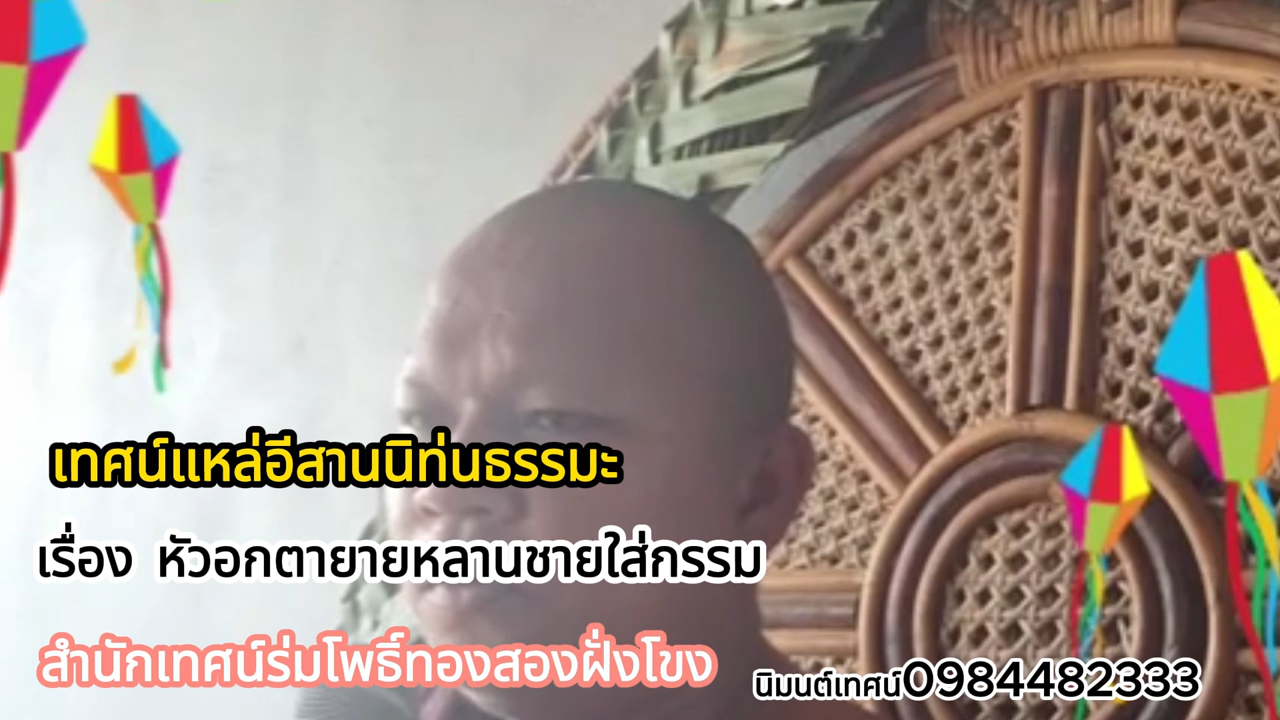 เทศน์แหล่อีสานนิท่นธรรมะ
เรื่อง หัวอกตายายหลานชายใส่กรรม
สำนักเทศน์ร่มโพธิ์ทองสองฝั่งโขง
นิมนต์เทศน์0984482333